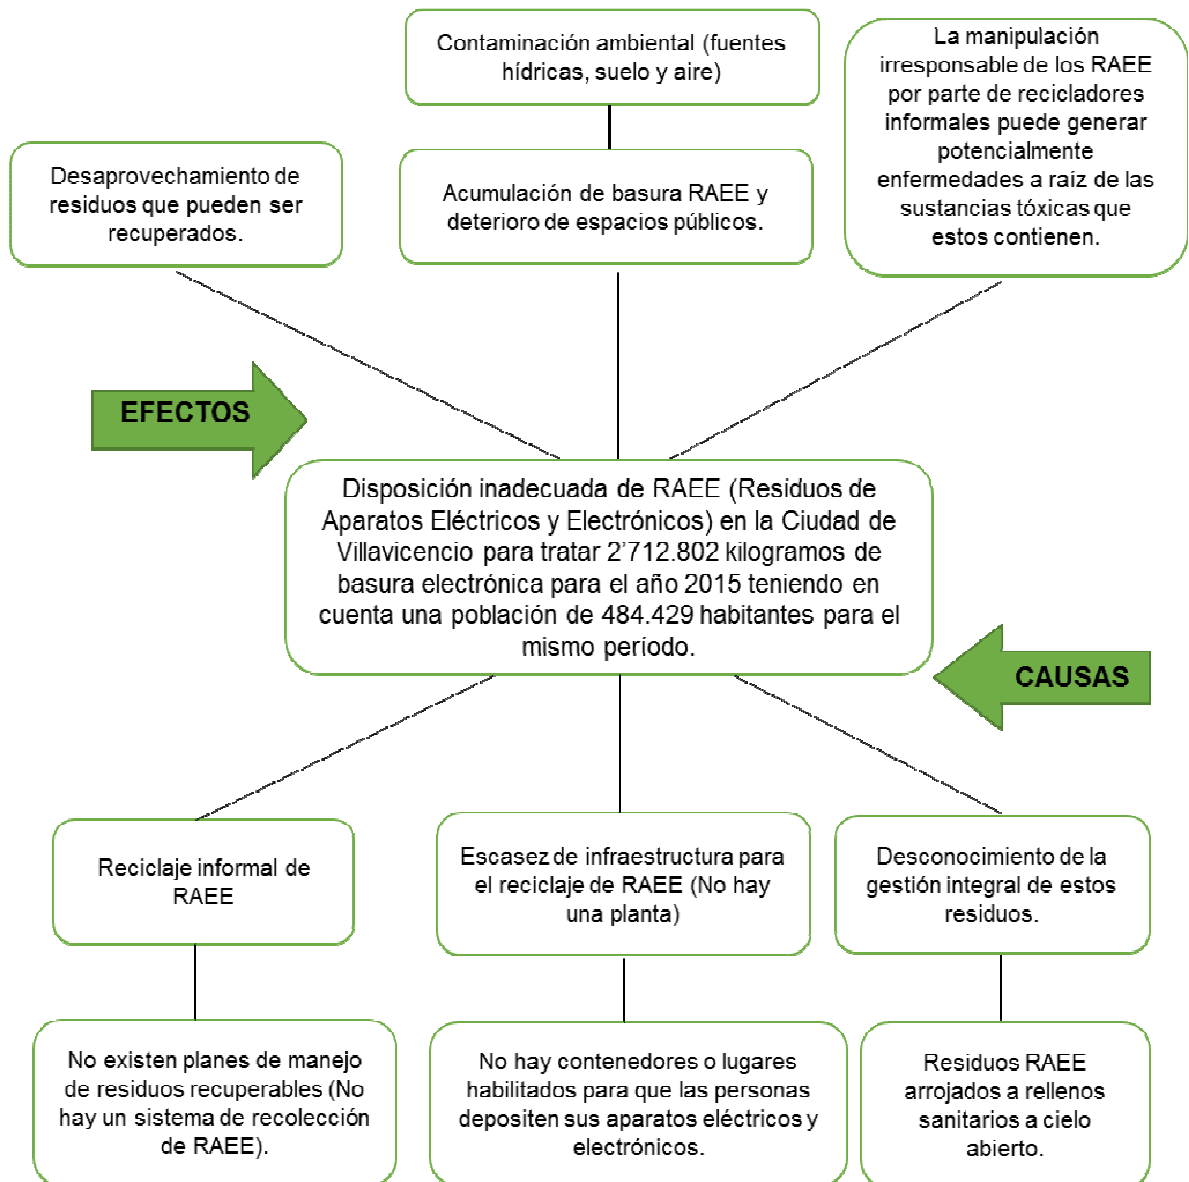 Contaminación ambiental (fuentes
hídricas, suelo y aire)
La manipulación
irresponsable de los RAEE
por parte de recicladores
informales puede generar
potencialmente
enfermedades a raíz de las
sustancias tóxicas que
estos contienen.
Desaprovechamiento de
residuos que pueden ser
recuperados.
Acumulación de basura RAEE y
deterioro de espacios públicos.
EFECTOS
Disposición inadecuada de RAEE (Residuos de
Aparatos Eléctricos y Electrónicos) en la Ciudad de
Villavicencio para tratar 2'712.802 kilogramos de
basura electrónica para el año 2015 teniendo en
cuenta una población de 484.429 habitantes para el
mismo período.
CAUSAS
Reciclaje informal de
RAEE
Escasez de infraestructura para
el reciclaje de RAEE (No hay
una planta)
Desconocimiento de la
gestión integral de estos
residuos.
No existen planes de manejo
de residuos recuperables (No
hay un sistema de recolección
de RAEE).
No hay contenedores o lugares
habilitados para que las personas
depositen sus aparatos eléctricos y
electrónicos.
Residuos RAEE
arrojados a rellenos
sanitarios a cielo
abierto.